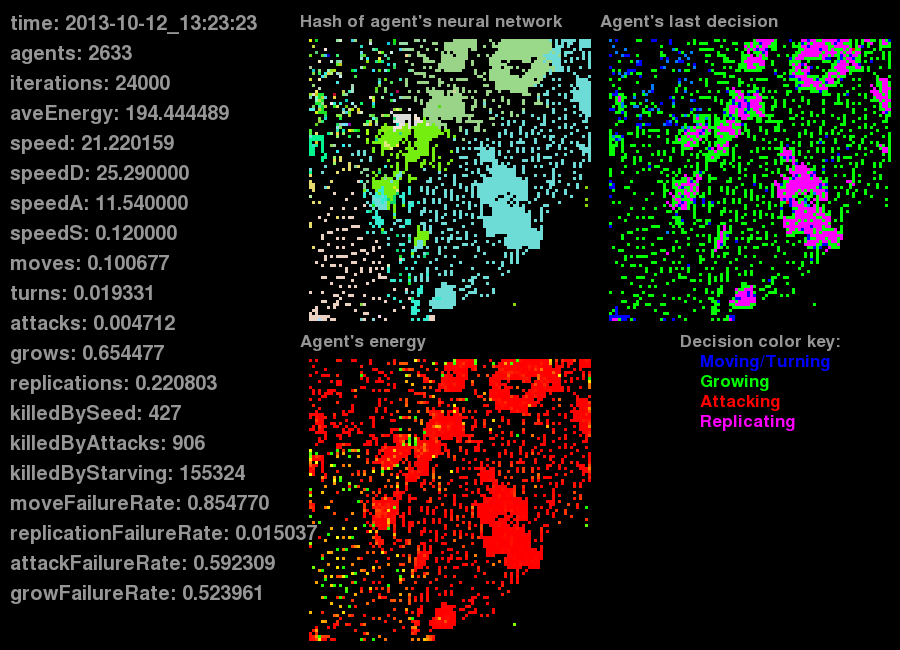 time: 2013-10-12_13:23:23
agents: 2633
iterations: 24000
aveEnergy: 194.444489
speed: 21.220159
speedD: 25.290000
speedA: 11.540000
speedS: 0.120000
moves: 0.100677
turns: 0.019331
attacks: 0.004712
grows: 0.654477
replications: 0.220803
killedBySeed: 427
killedByAttacks: 906
killedByStarving: 155324
moveFailureRate: 0.854770
replicationFailureRate: 0.015037
attackFailureRate: 0.592309
growFailureRate: 0.523961
Hash of agent's neural network
Agent's last decision
Agent's energy
Decision color key:
Moving/Turning
Growing
Attacking
Replicating